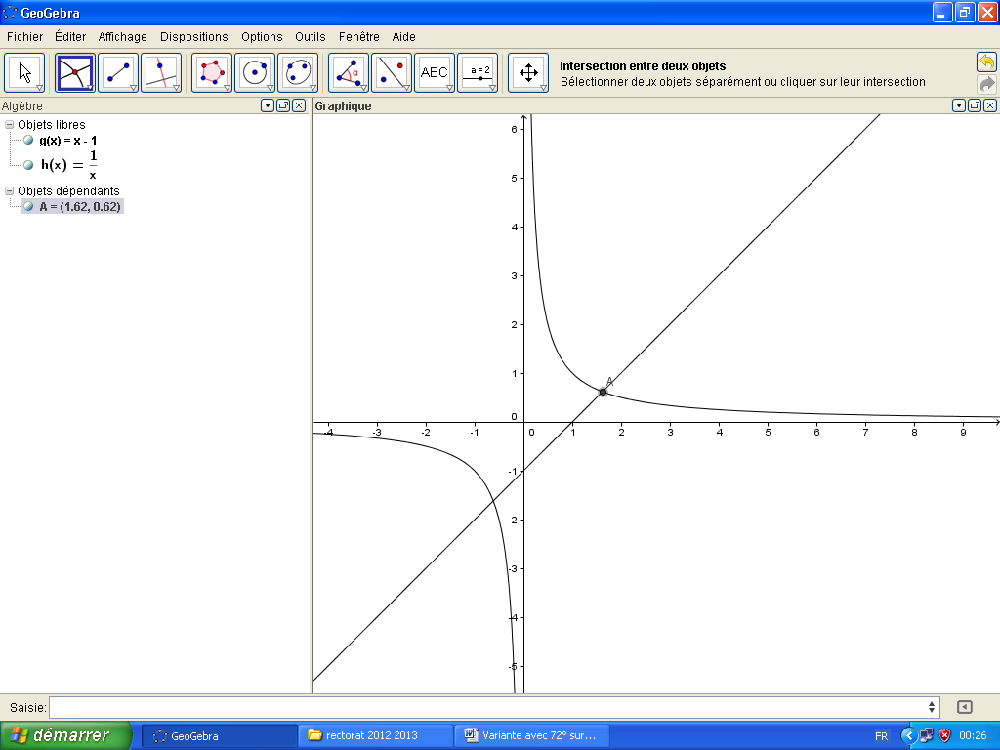 GeoGebra
Fichier Éditer Affichage Dispositions Options Outils Fenêtre Aide
ABC
a = 2
α
Intersection entre deux objets
Sélectionner deux objets séparément ou cliquer sur leur intersection
Algèbre
Graphique
Objets libres
g(x) = x - 1
h(x) = 1/x
Objets dépendants
A = (1.62, 0.62)
6
5
4
3
2
1
A
0
-4 -3 -2 -1 0 1 2 3 4 5 6 7 8 9
-1
-2
-3
-4
-5
Saisie:
démarrer GeoGebra rectorat 2012 2013 Variante avec 72° sur... FR 00:26